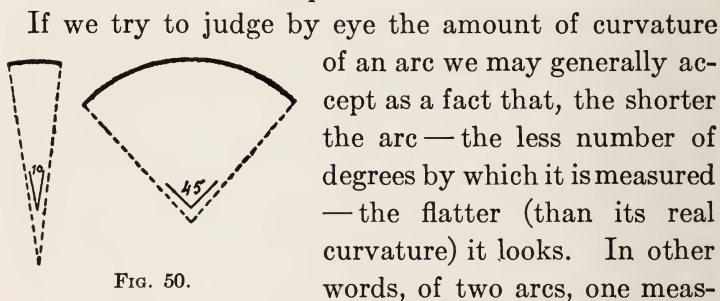 If we try to judge by eye the amount of curvature
of an arc we may generally ac-
cept as a fact that, the shorter
the arc — the less number of
degrees by which it is measured
— the flatter (than its real
curvature) it looks. In other
words, of two arcs, one meas-
10
45
FIG. 50.